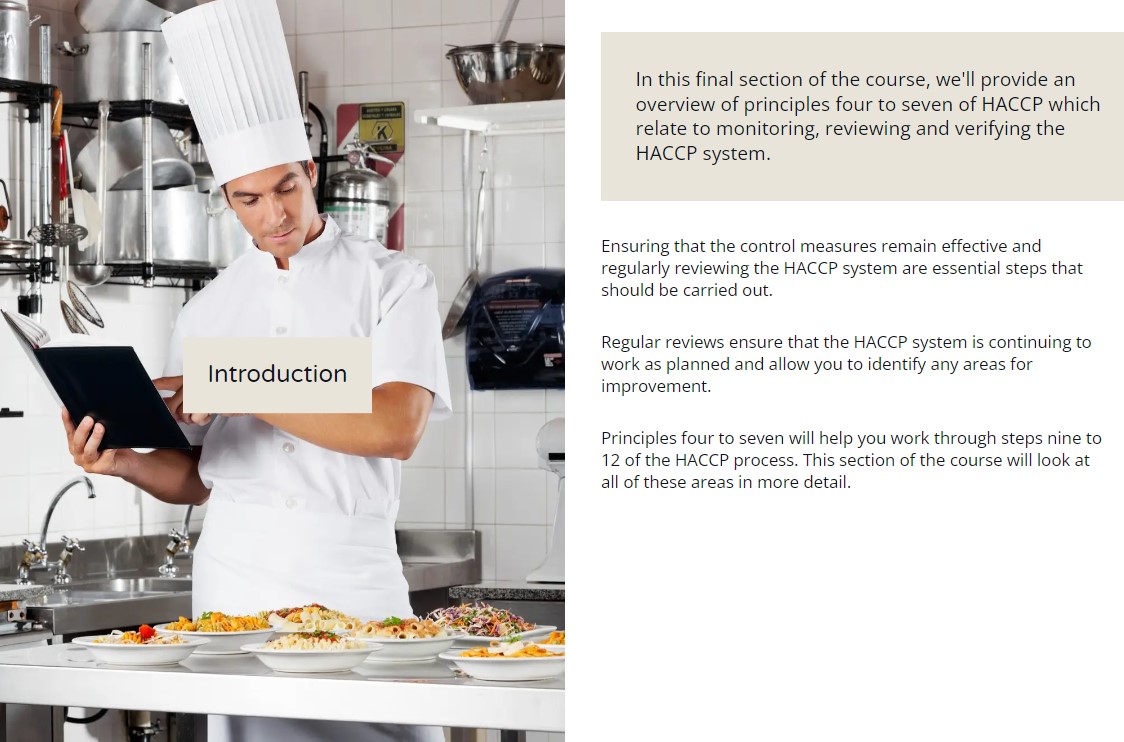 Introduction
In this final section of the course, we'll provide an
overview of principles four to seven of HACCP which
relate to monitoring, reviewing and verifying the
HACCP system.
Ensuring that the control measures remain effective and
regularly reviewing the HACCP system are essential steps that
should be carried out.
Regular reviews ensure that the HACCP system is continuing to
work as planned and allow you to identify any areas for
improvement.
Principles four to seven will help you work through steps nine to
12 of the HACCP process. This section of the course will look at
all of these areas in more detail.